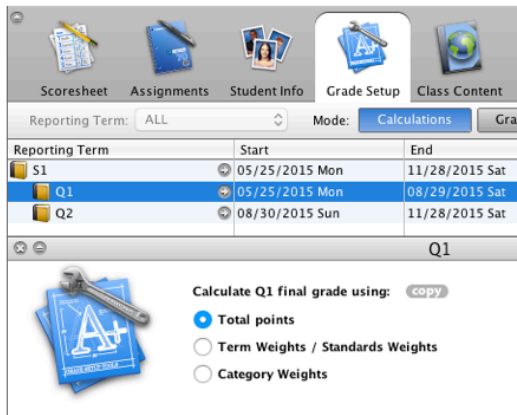 Scoresheet Assignments Student Info Grade Setup Class Content
Reporting Term: ALL Mode: Calculations Gra
Reporting Term Start End
S1 05/25/2015 Mon 11/28/2015 Sat
Q1 05/25/2015 Mon 08/29/2015 Sat
Q2 08/30/2015 Sun 11/28/2015 Sat
Q1
Calculate Q1 final grade using: copy
Total points
Term Weights / Standards Weights
Category Weights
A+